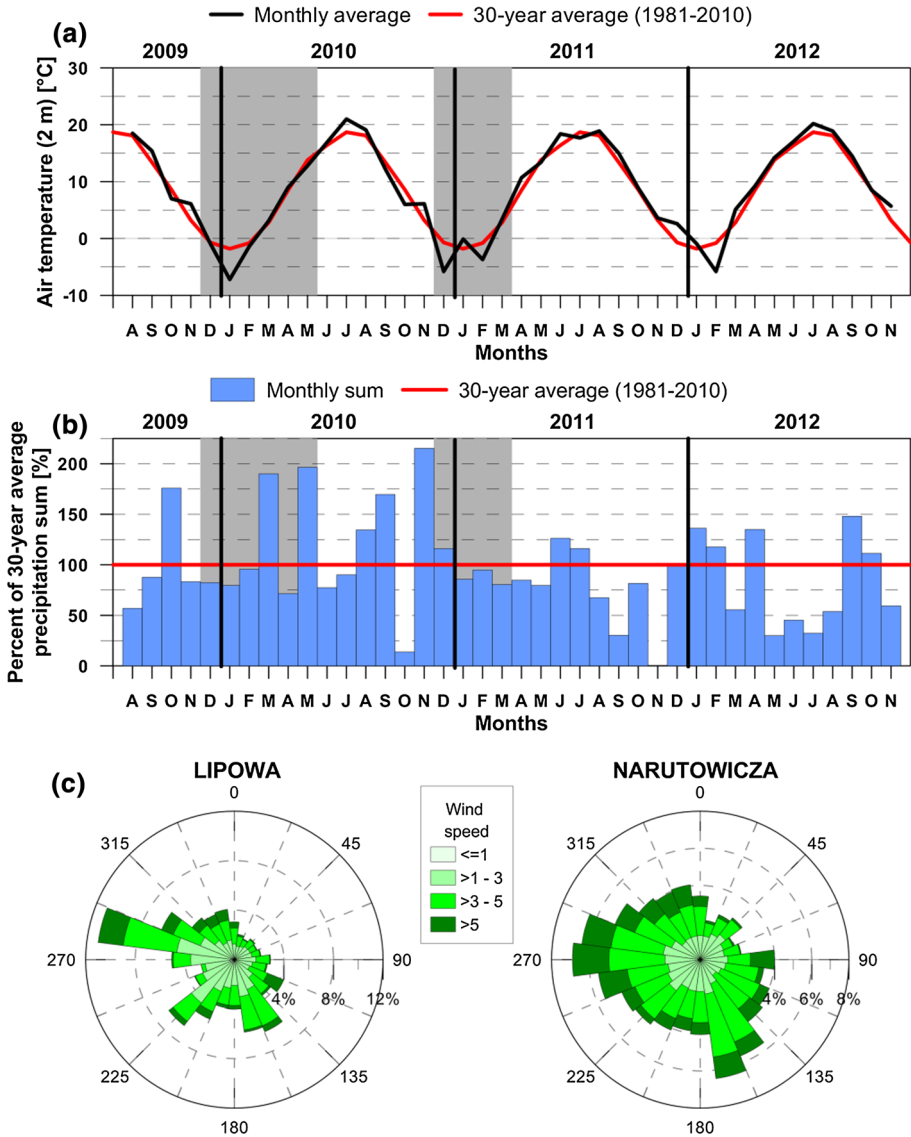 Monthly average 30-year average (1981-2010)
(a)
2009 2010 2011 2012
Air temperature (2 m) [°C]
30
20
10
0
-10
A S O N D J F M A M J J A S O N D J F M A M J J A S O N D J F M A M J J A S O N
Months
Monthly sum 30-year average (1981-2010)
(b)
2009 2010 2011 2012
Percent of 30-year average
precipitation sum [%]
200
150
100
50
0
A S O N D J F M A M J J A S O N D J F M A M J J A S O N D J F M A M J J A S O N
Months
(c)
LIPOWA
0
45
90
135
180
225
270
315
4% 8% 12%
Wind
speed
<=1
>1 - 3
>3 - 5
>5
NARUTOWICZA
0
45
90
135
180
225
270
315
4% 6% 8%